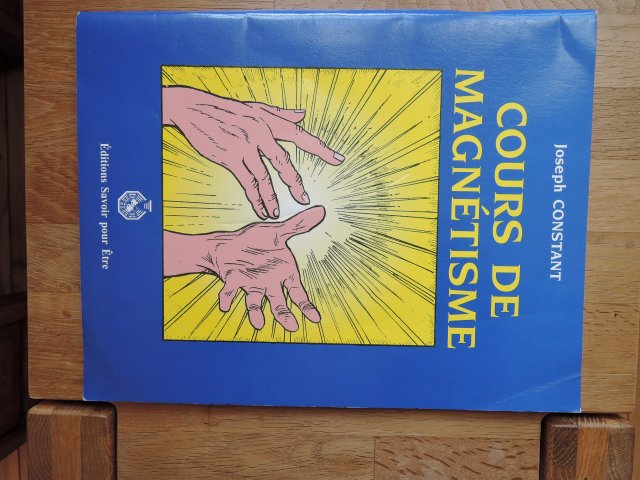 Joseph CONSTANT
COURS DE
MAGNÉTISME
Éditions Savoir pour Être